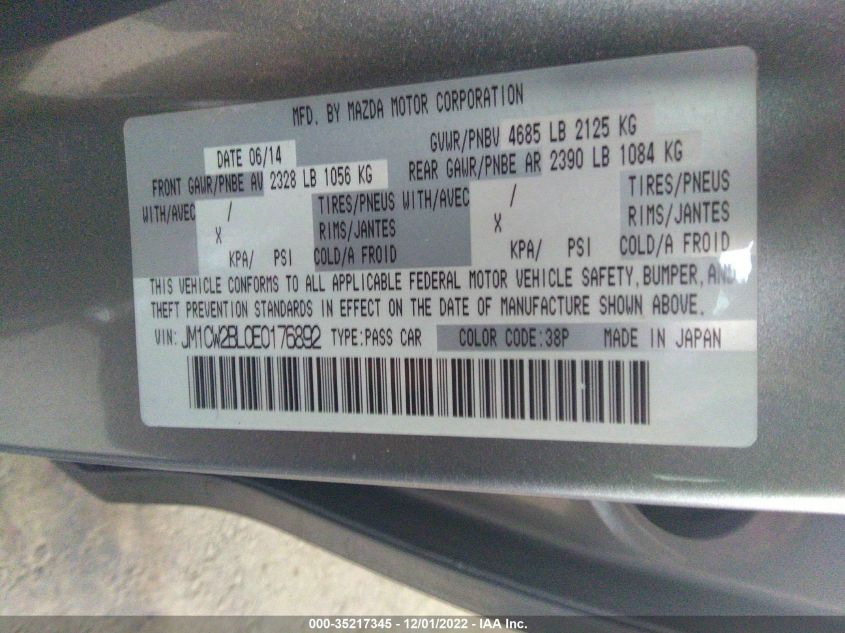 MFD. BY MAZDA MOTOR CORPORATION
DATE 06/14 GVWR/PNBV 4685 LB 2125 KG
FRONT GAWR/PNBE AV 2328 LB 1056 KG REAR GAWR/PNBE AR 2390 LB 1084 KG
WITH/AVEC / TIRES/PNEUS WITH/AVEC / TIRES/PNEUS
X RIMS/JANTES X RIMS/JANTES
KPA/ PSI COLD/A FROID KPA/ PSI COLD/A FROID
THIS VEHICLE CONFORMS TO ALL APPLICABLE FEDERAL MOTOR VEHICLE SAFETY, BUMPER, AND
THEFT PREVENTION STANDARDS IN EFFECT ON THE DATE OF MANUFACTURE SHOWN ABOVE.
VIN: JM1CW2BL0E0176892 TYPE:PASS CAR COLOR CODE:38P MADE IN JAPAN
000-35217345 - 12/01/2022 - IAA Inc.